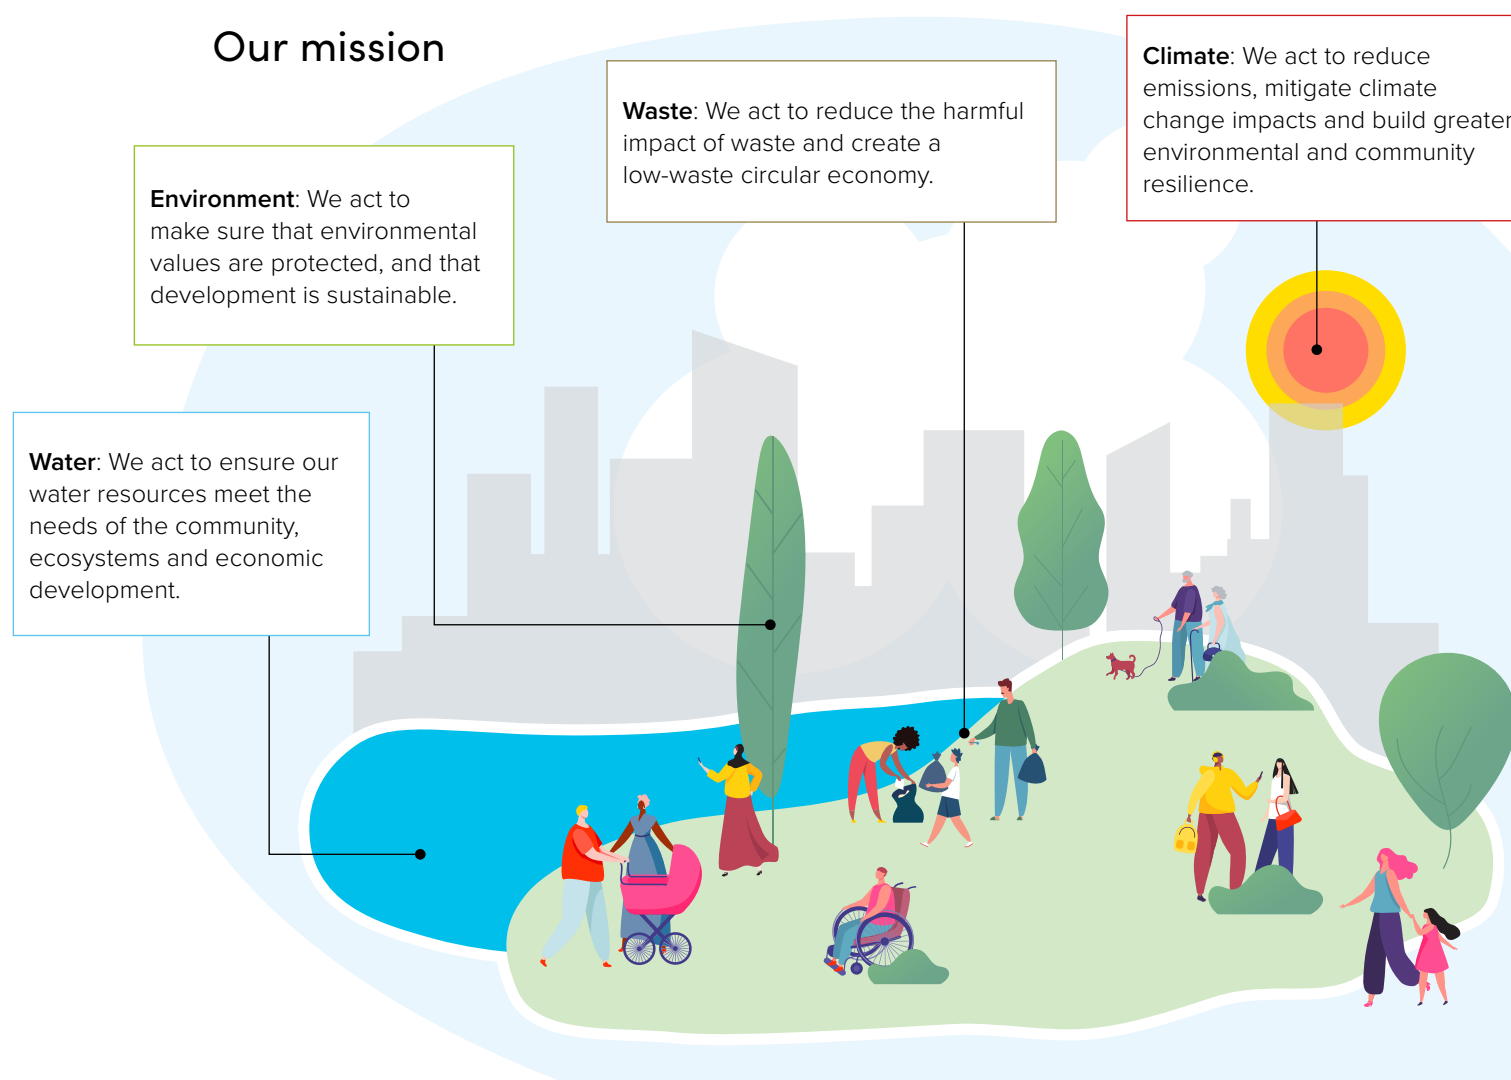 Our mission
Climate: We act to reduce
emissions, mitigate climate
change impacts and build greater
environmental and community
resilience.
Waste: We act to reduce the harmful
impact of waste and create a
low-waste circular economy.
Environment: We act to
make sure that environmental
values are protected, and that
development is sustainable.
Water: We act to ensure our
water resources meet the
needs of the community,
ecosystems and economic
development.